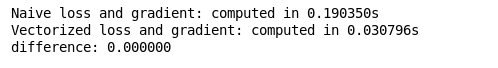 Naive loss and gradient: computed in 0.190350s
Vectorized loss and gradient: computed in 0.030796s
difference: 0.000000